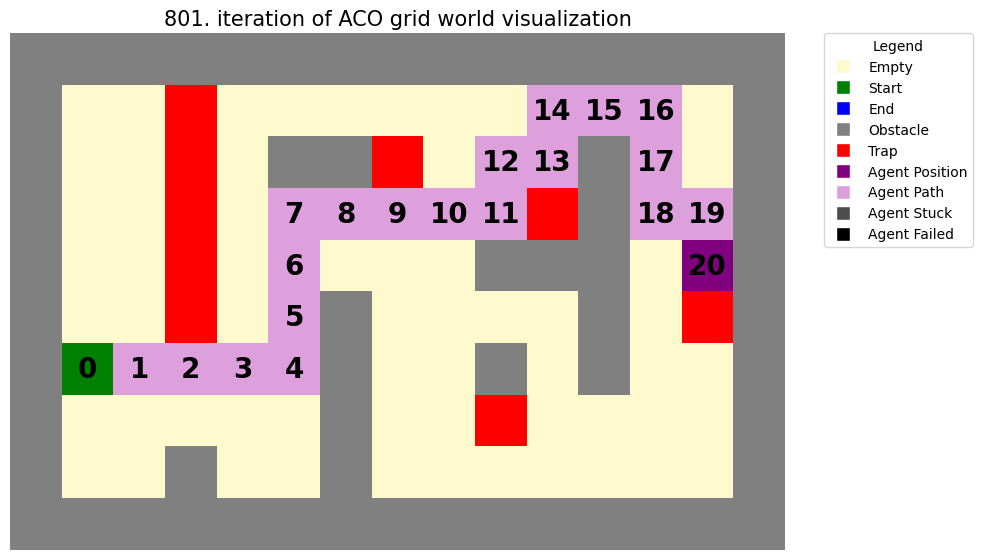 801. iteration of ACO grid world visualization
14 15 16
12 13 17
7 8 9 10 11 18 19
6 20
5
0 1 2 3 4
Legend
Empty
Start
End
Obstacle
Trap
Agent Position
Agent Path
Agent Stuck
Agent Failed